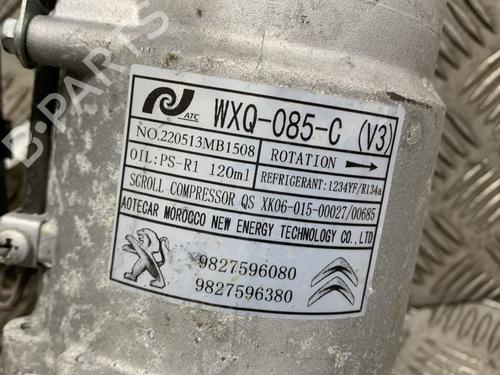 ATC
WXQ-085-C (V3)
NO.220513MB1508
ROTATION
OIL:PS-R1 120ml
REFRIGERANT:1234YF/R134a
SCROLL COMPRESSOR QS XK06-015-00027/00685
AOTECAR MOROCCO NEW ENERGY TECHNOLOGY CO., LTD
9827596080
9827596380